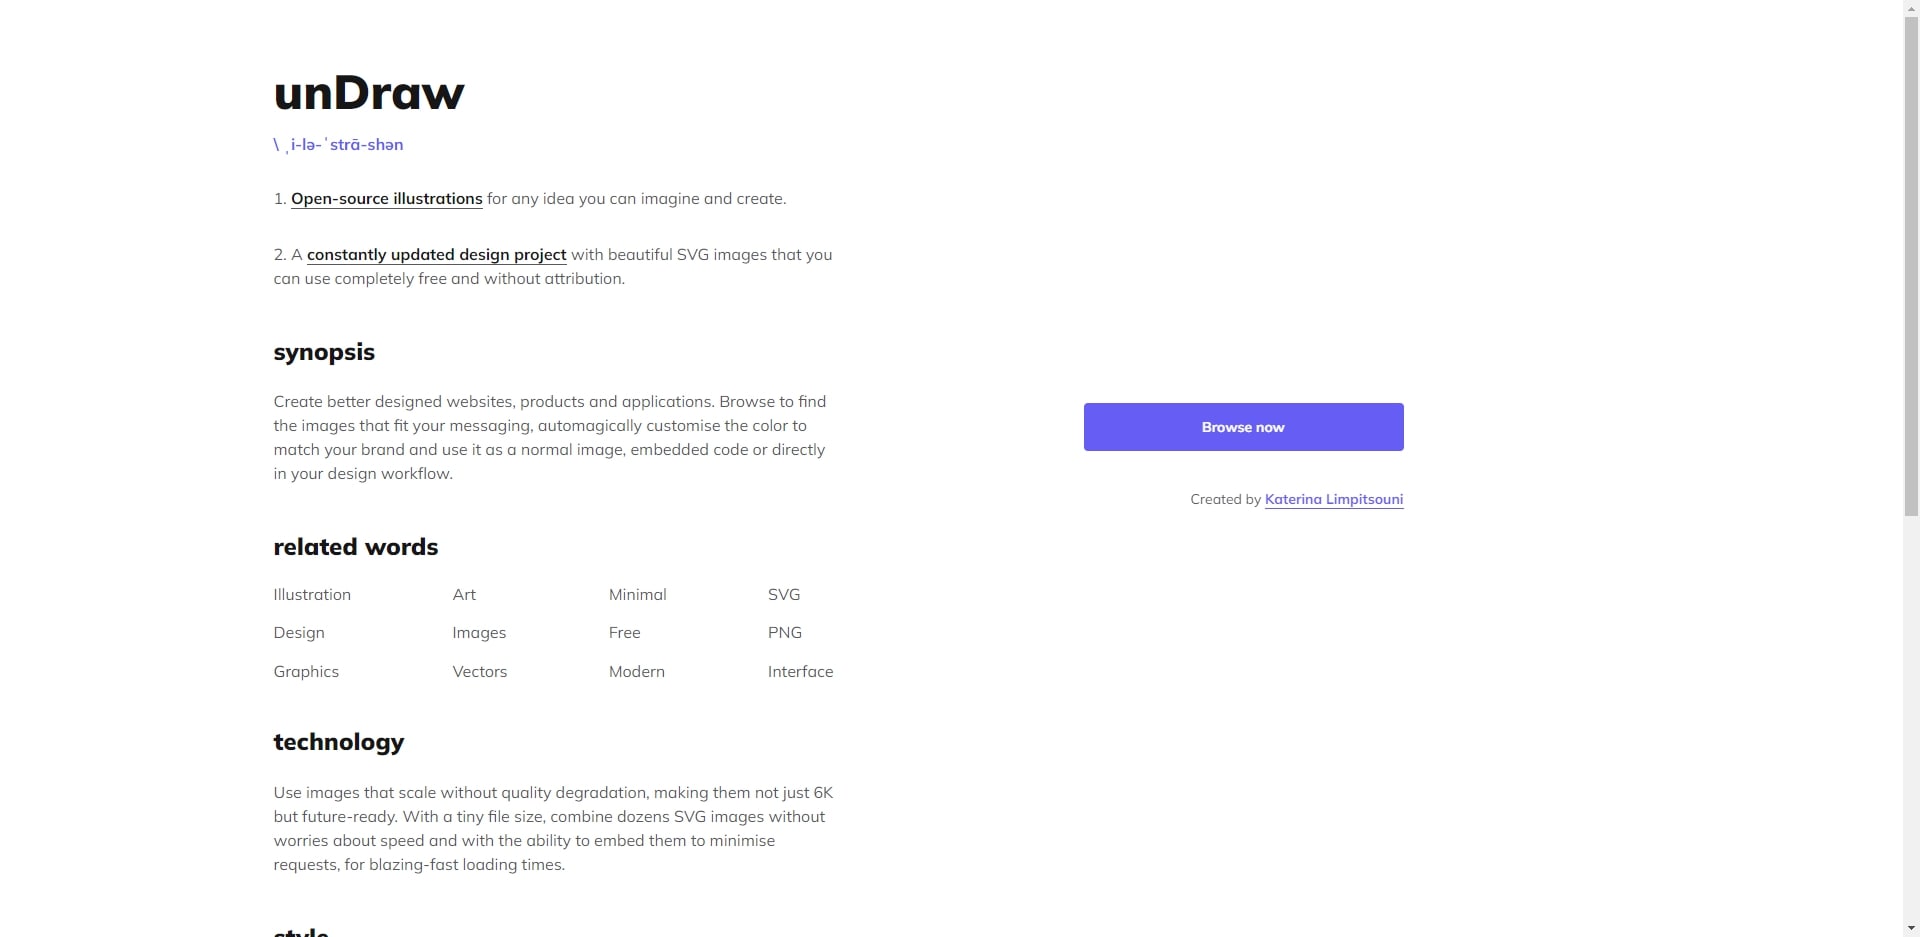 unDraw
\ ˌi-lə-ˈstrā-shən
1. Open-source illustrations for any idea you can imagine and create.
2. A constantly updated design project with beautiful SVG images that you
can use completely free and without attribution.
synopsis
Create better designed websites, products and applications. Browse to find
the images that fit your messaging, automagically customise the color to
match your brand and use it as a normal image, embedded code or directly
in your design workflow.
related words
Illustration Art Minimal SVG
Design Images Free PNG
Graphics Vectors Modern Interface
technology
Use images that scale without quality degradation, making them not just 6K
but future-ready. With a tiny file size, combine dozens SVG images without
worries about speed and with the ability to embed them to minimise
requests, for blazing-fast loading times.
style
Browse now
Created by Katerina Limpitsouni